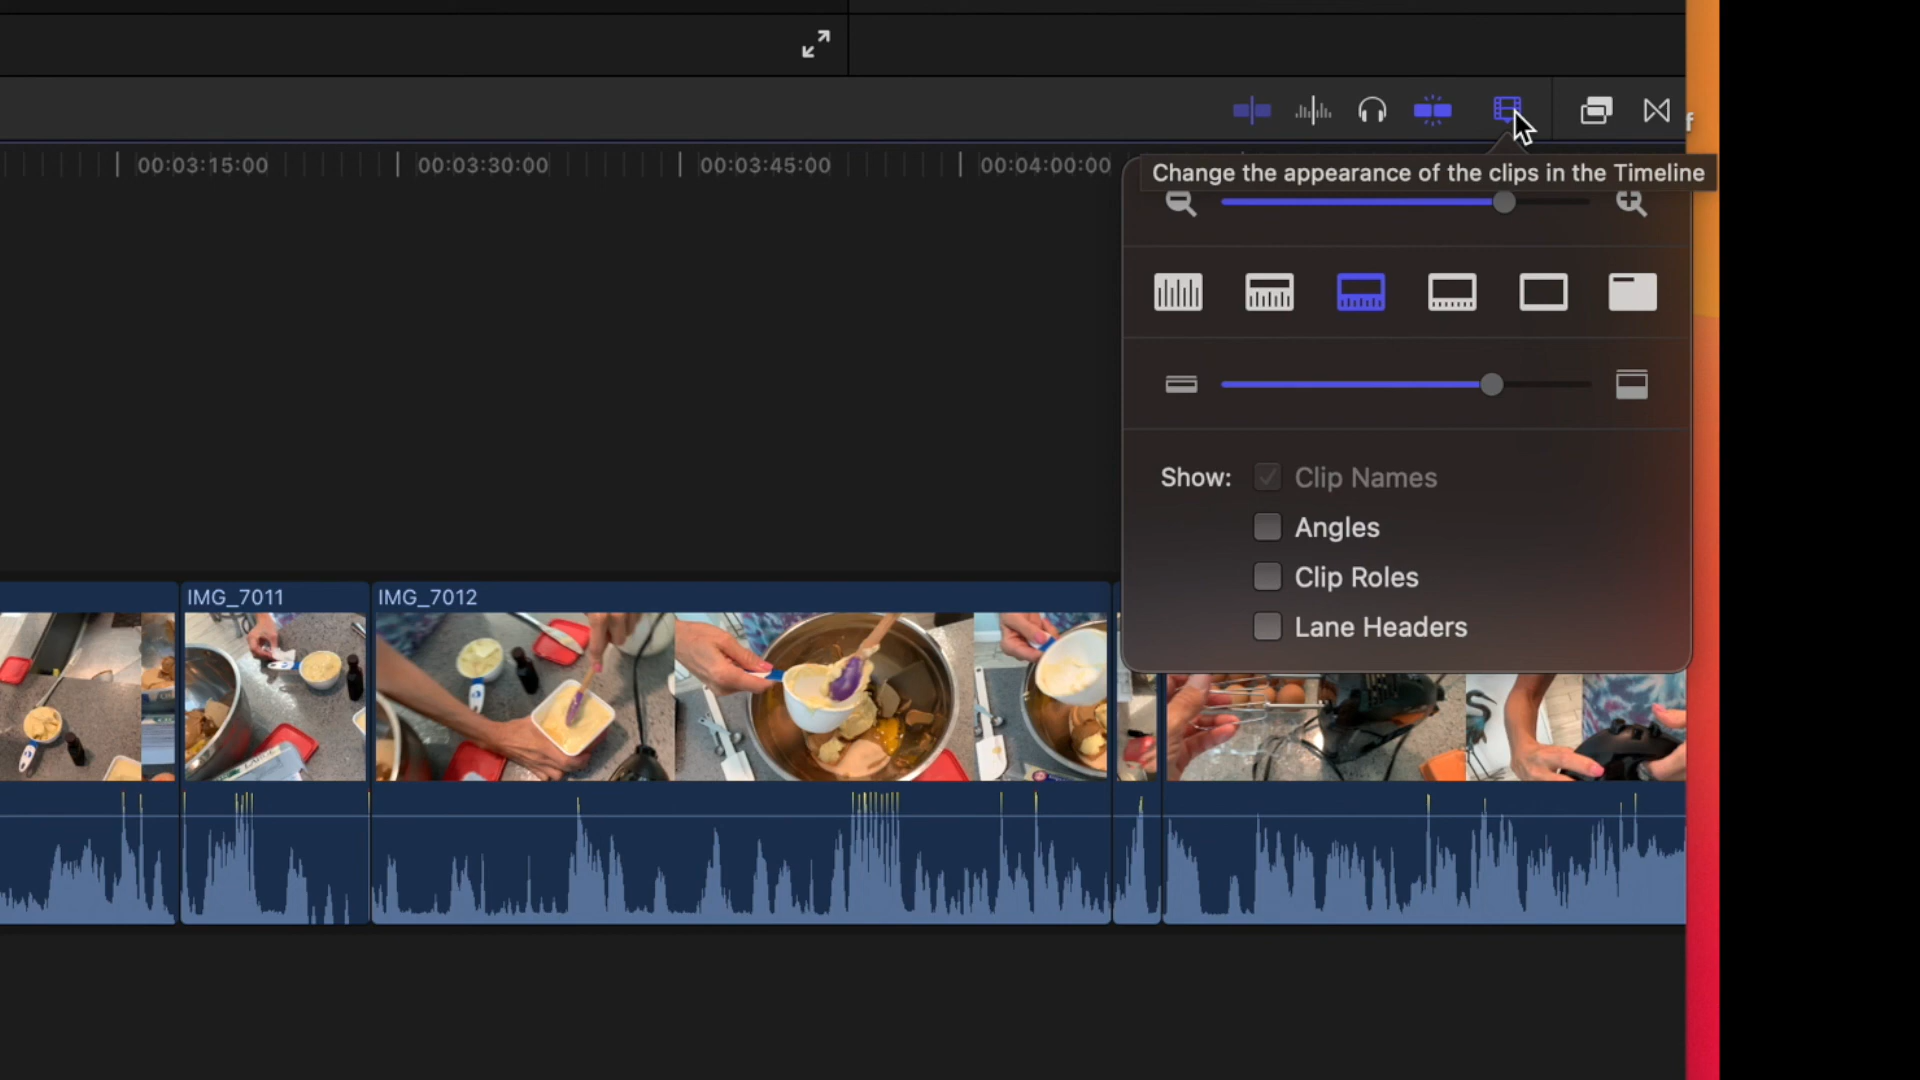 f
00:03:15:00 00:03:30:00 00:03:45:00 00:04:00:00
Change the appearance of the clips in the Timeline
Show: Clip Names
Angles
Clip Roles
Lane Headers
IMG_7011 IMG_7012